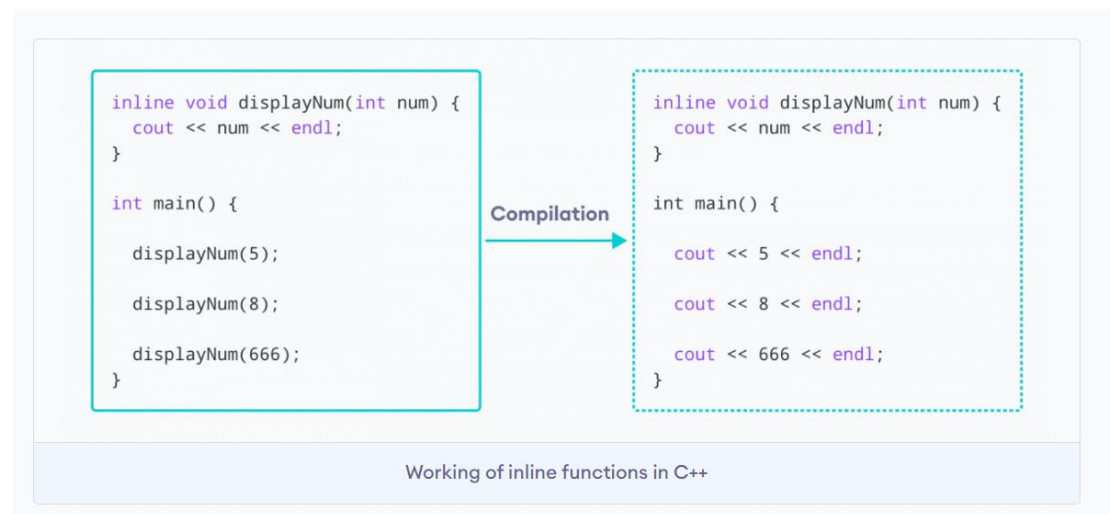 inline void displayNum(int num) {
  cout << num << endl;
}
int main() {
  displayNum(5);
  displayNum(8);
  displayNum(666);
}
Compilation
inline void displayNum(int num) {
  cout << num << endl;
}
int main() {
  cout << 5 << endl;
  cout << 8 << endl;
  cout << 666 << endl;
}
Working of inline functions in C++